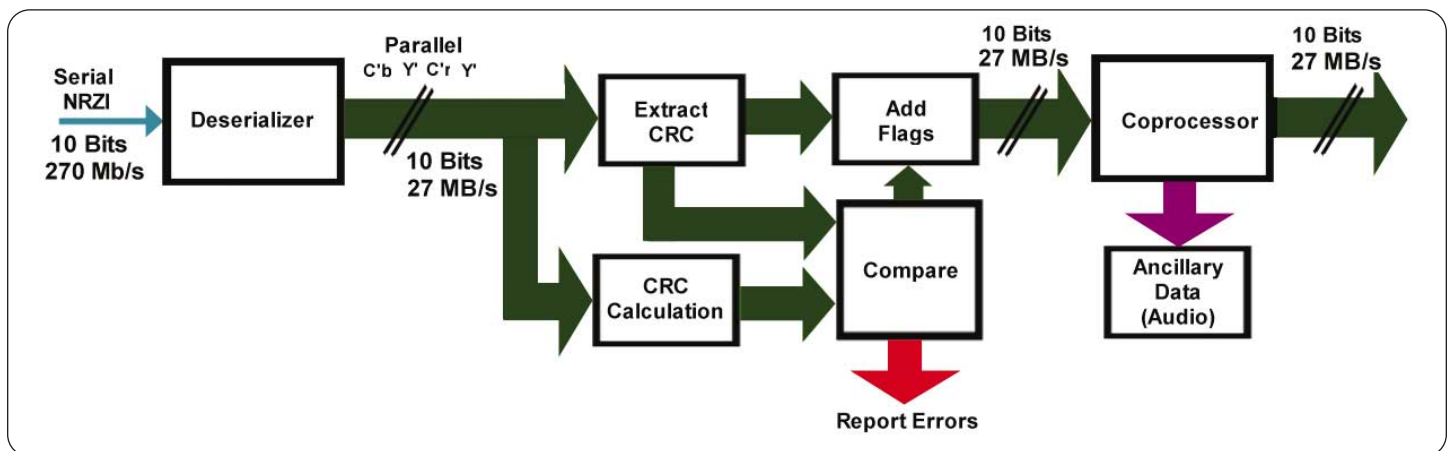 Serial
NRZI
10 Bits
270 Mb/s
Deserializer
Parallel
C'b Y' C'r Y'
10 Bits
27 MB/s
Extract
CRC
CRC
Calculation
Add
Flags
Compare
Report Errors
10 Bits
27 MB/s
Coprocessor
Ancillary
Data
(Audio)
10 Bits
27 MB/s